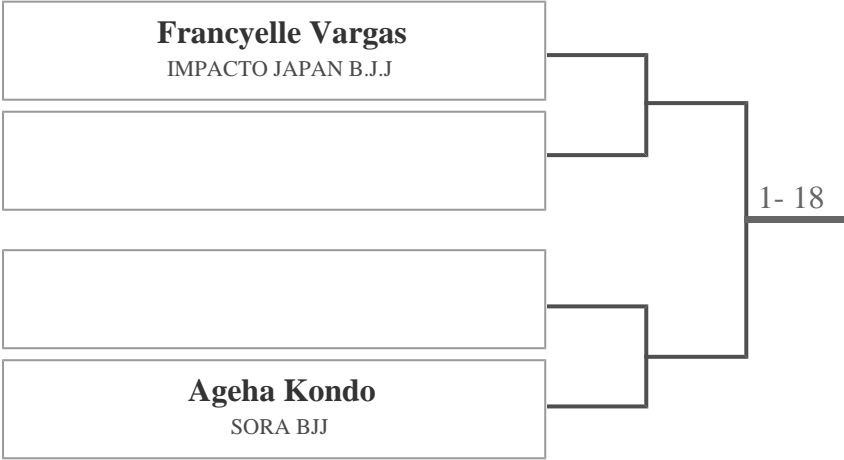 Francyelle Vargas
IMPACTO JAPAN B.J.J
1- 18
Ageha Kondo
SORA BJJ